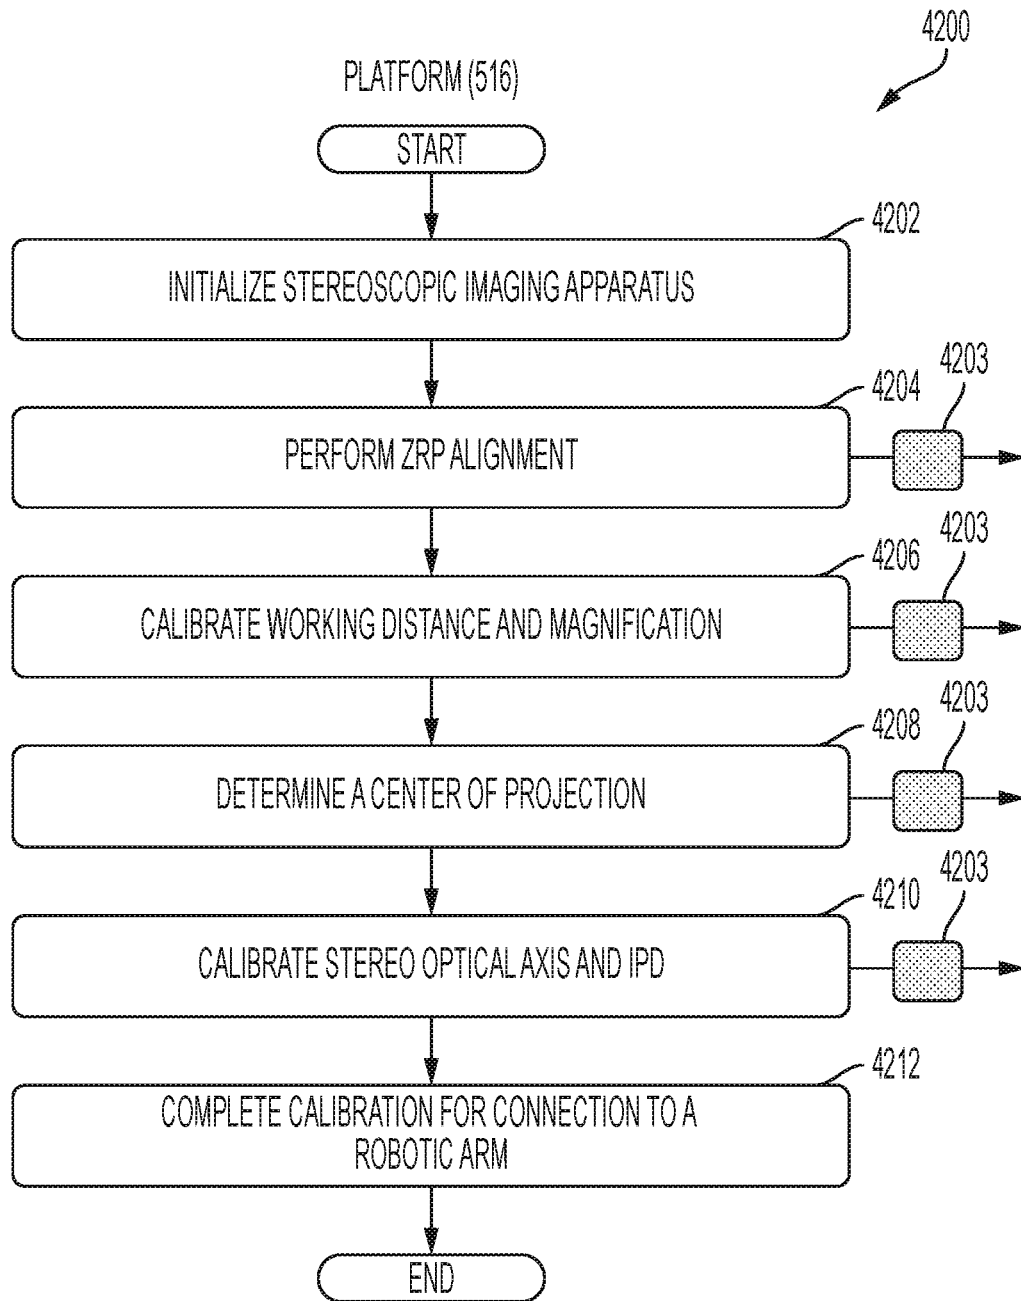 4200
PLATFORM (516)
START
4202
INITIALIZE STEREOSCOPIC IMAGING APPARATUS
4203
4204
PERFORM ZRP ALIGNMENT
4203
4206
CALIBRATE WORKING DISTANCE AND MAGNIFICATION
4203
4208
DETERMINE A CENTER OF PROJECTION
4203
4210
CALIBRATE STEREO OPTICAL AXIS AND IPD
4212
COMPLETE CALIBRATION FOR CONNECTION TO A
ROBOTIC ARM
END